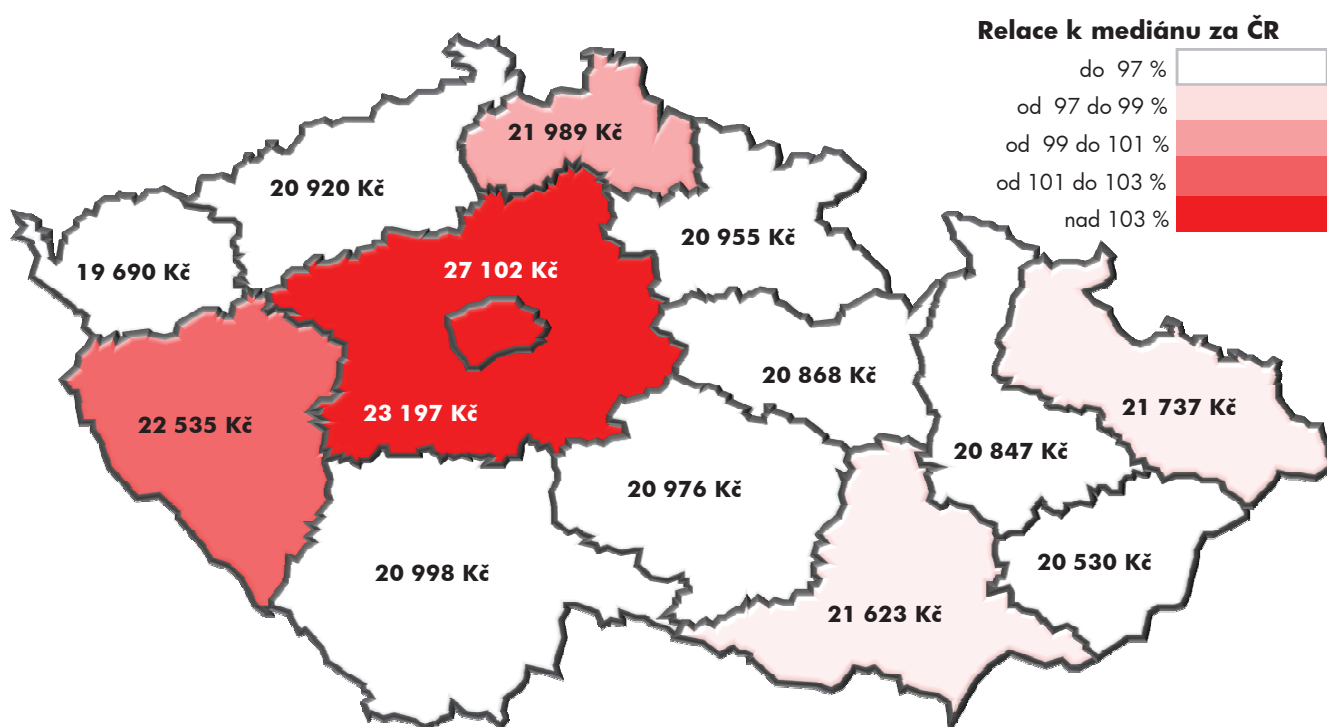 Relace k mediánu za ČR
do 97 %
od 97 do 99 %
od 99 do 101 %
od 101 do 103 %
nad 103 %
21 989 Kč
20 920 Kč
20 955 Kč
19 690 Kč
27 102 Kč
20 868 Kč
23 197 Kč
21 737 Kč
22 535 Kč
20 847 Kč
20 976 Kč
20 530 Kč
20 998 Kč
21 623 Kč